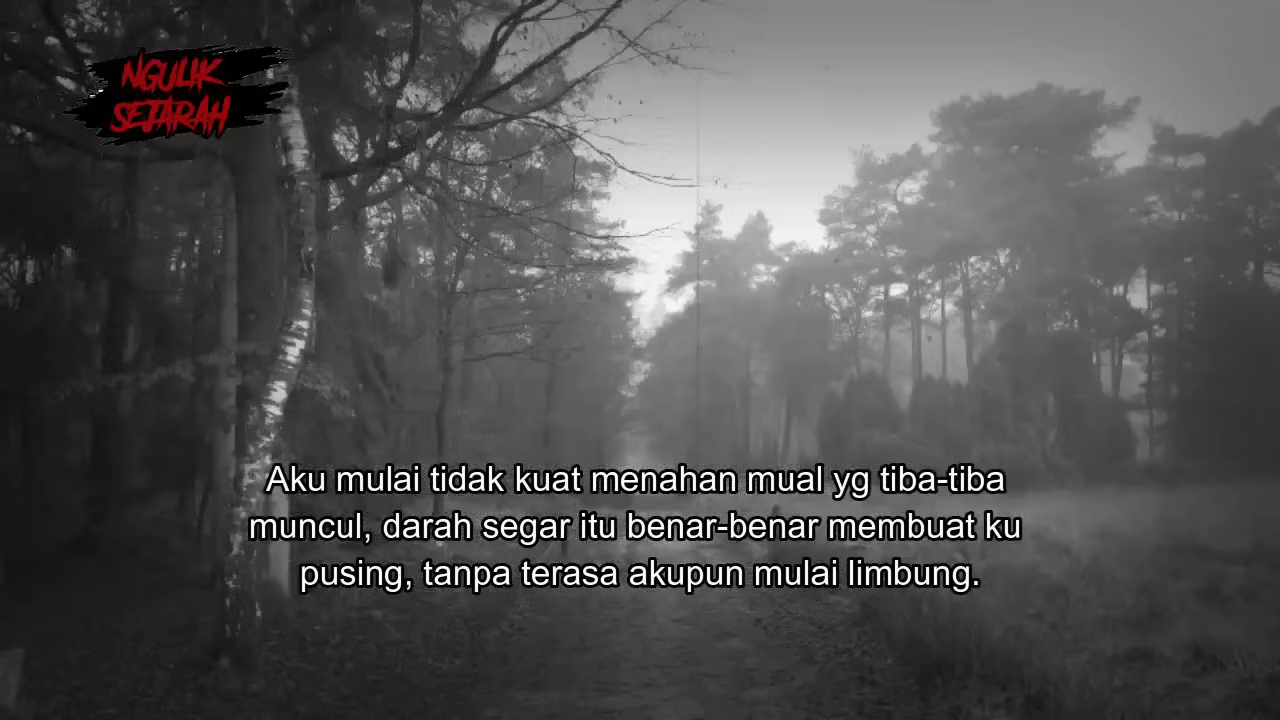 NGULIK
SEJARAH
Aku mulai tidak kuat menahan mual yg tiba-tiba
muncul, darah segar itu benar-benar membuat ku
pusing, tanpa terasa akupun mulai limbung.